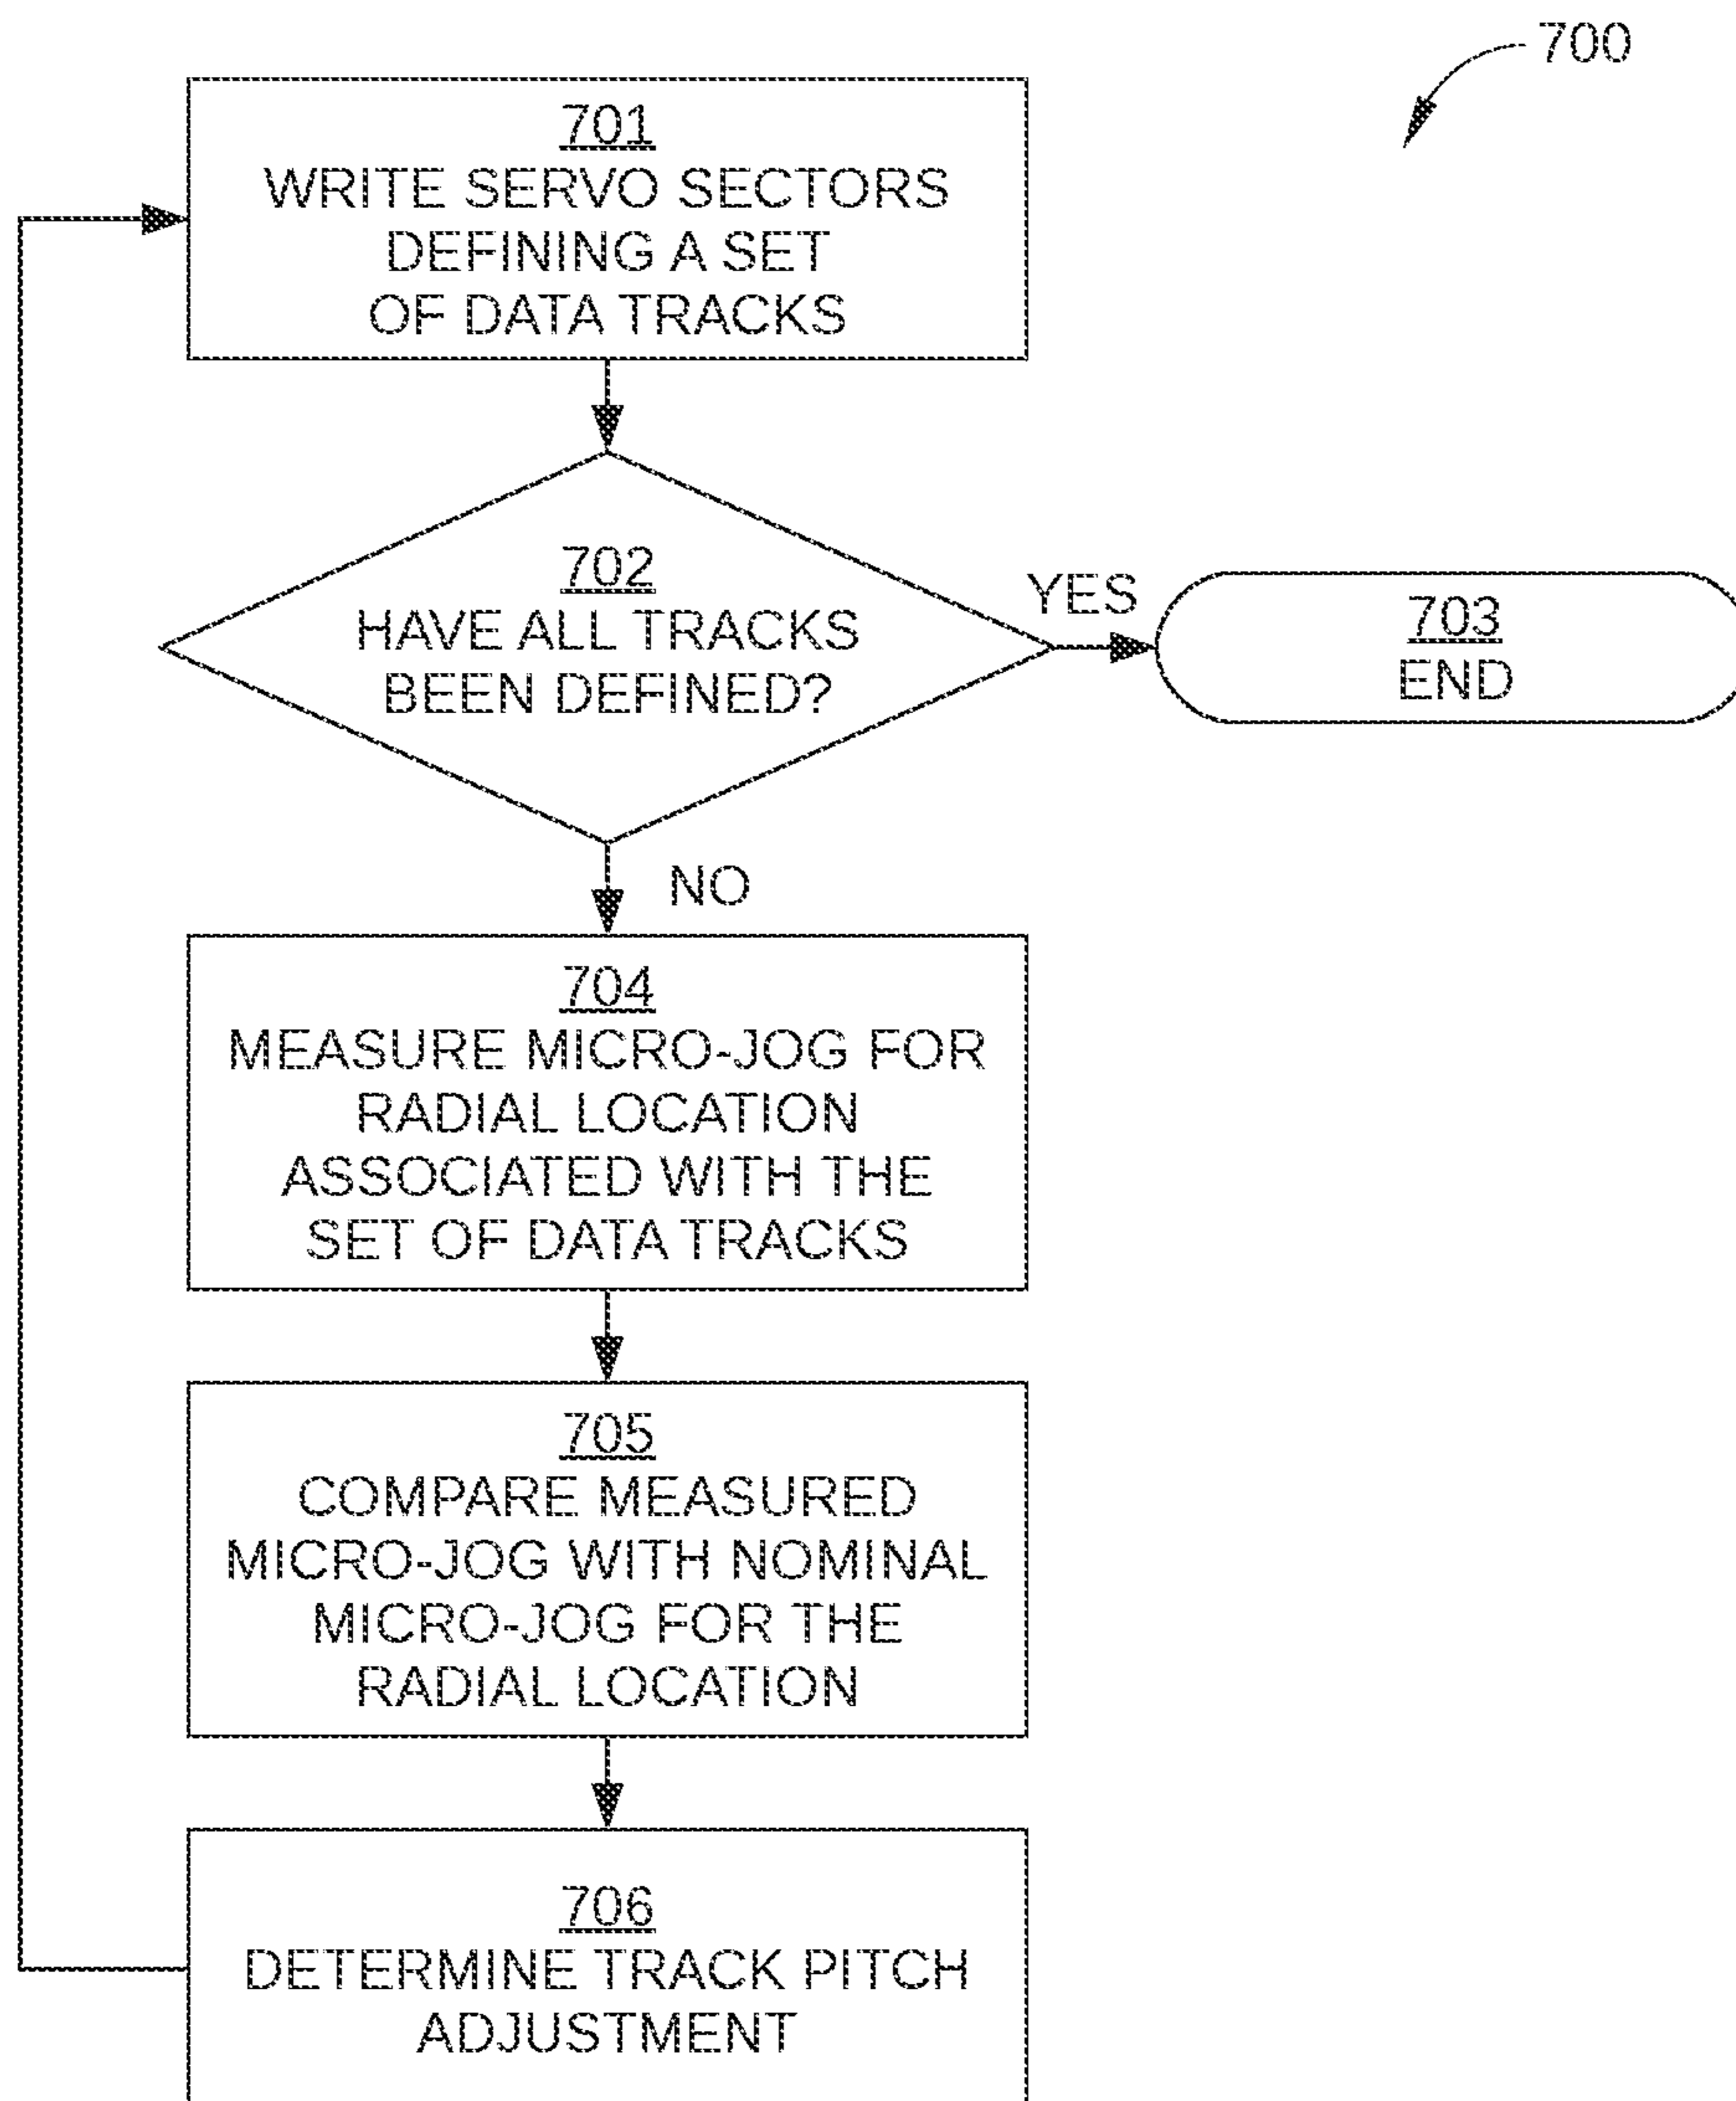 700
701
WRITE SERVO SECTORS
DEFINING A SET
OF DATA TRACKS
702
HAVE ALL TRACKS
BEEN DEFINED?
YES
703
END
NO
704
MEASURE MICRO-JOG FOR
RADIAL LOCATION
ASSOCIATED WITH THE
SET OF DATA TRACKS
705
COMPARE MEASURED
MICRO-JOG WITH NOMINAL
MICRO-JOG FOR THE
RADIAL LOCATION
706
DETERMINE TRACK PITCH
ADJUSTMENT